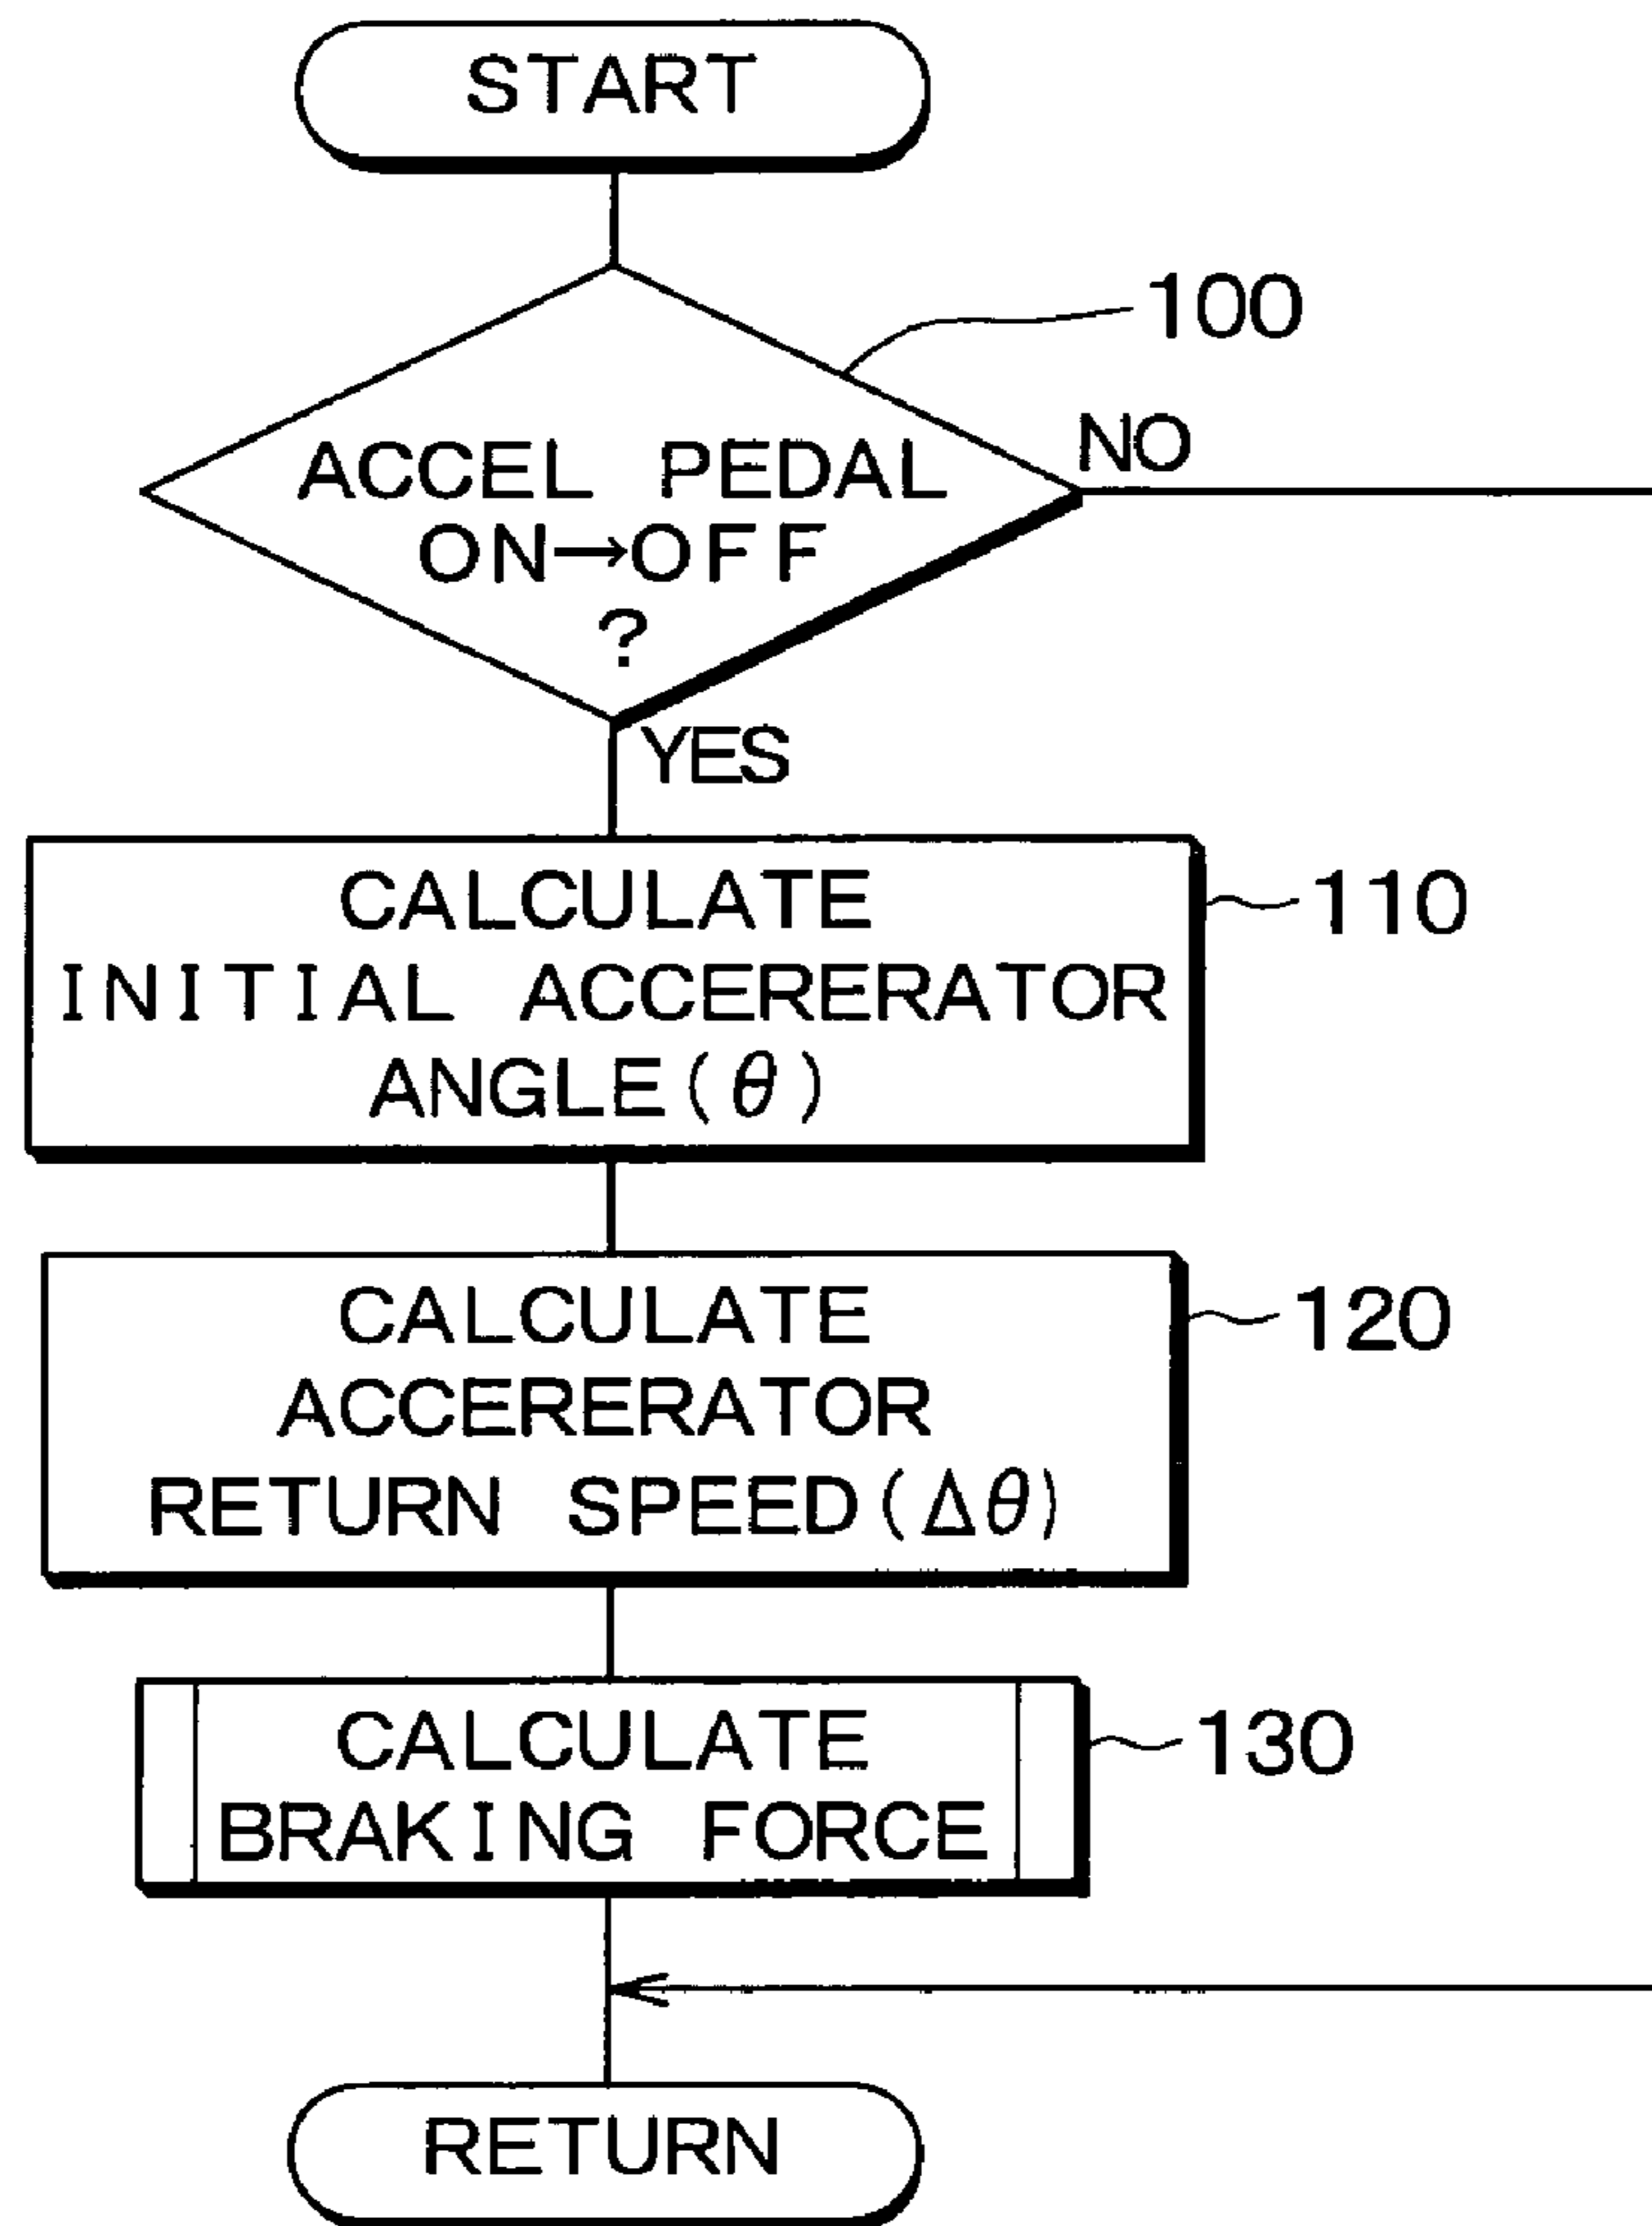 START
100
NO
ACCEL PEDAL
ON→OFF
?
YES
CALCULATE
INITIAL ACCERERATOR
ANGLE(θ)
110
CALCULATE
ACCERERATOR
RETURN SPEED(Δθ)
120
CALCULATE
BRAKING FORCE
130
RETURN